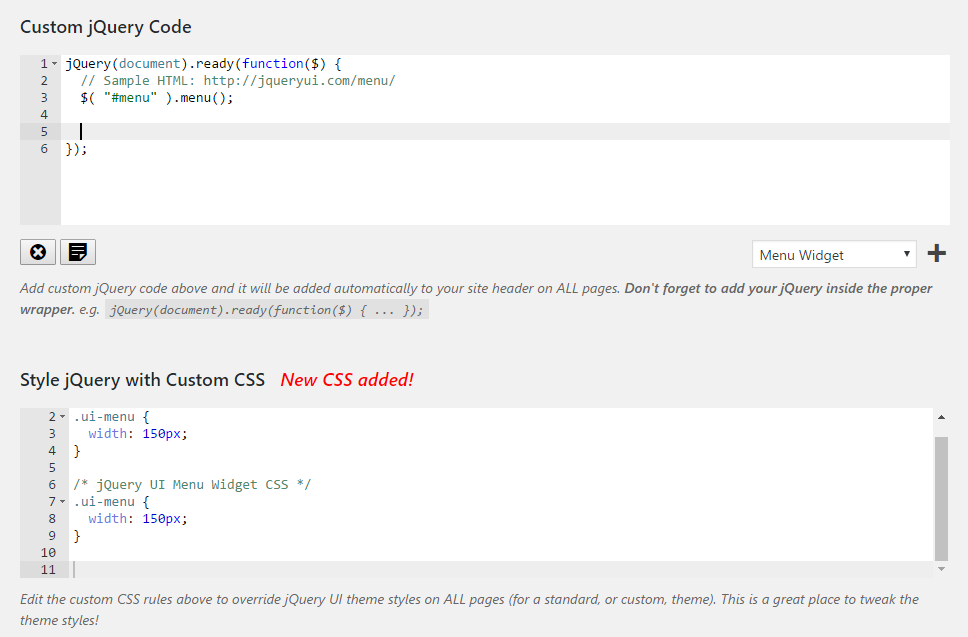 Custom jQuery Code
1 jQuery(document).ready(function($) {
2 // Sample HTML: http://jqueryui.com/menu/
3 $( "#menu" ).menu();
4
5
6 });
Menu Widget
Add custom jQuery code above and it will be added automatically to your site header on ALL pages. Don't forget to add your jQuery inside the proper
wrapper. e.g. jQuery(document).ready(function($) { ... });
Style jQuery with Custom CSS New CSS added!
2 .ui-menu {
3 width: 150px;
4 }
5
6 /* jQuery UI Menu Widget CSS */
7 .ui-menu {
8 width: 150px;
9 }
10
11
Edit the custom CSS rules above to override jQuery UI theme styles on ALL pages (for a standard, or custom, theme). This is a great place to tweak the
theme styles!